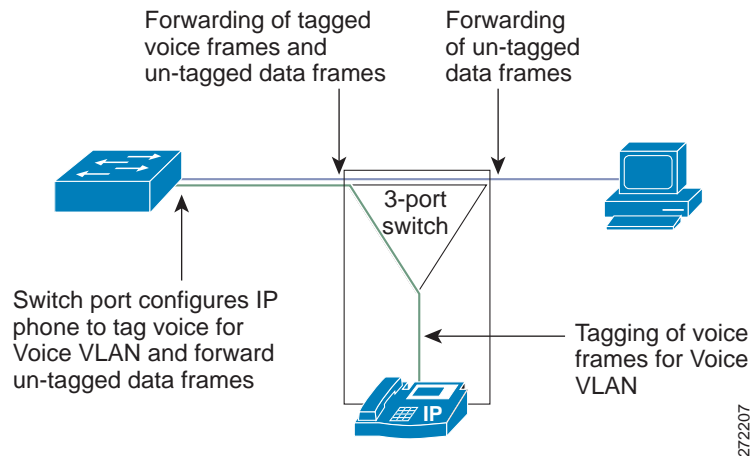 Forwarding of tagged
voice frames and
un-tagged data frames
Forwarding
of un-tagged
data frames
3-port
switch
Switch port configures IP
phone to tag voice for
Voice VLAN and forward
un-tagged data frames
Tagging of voice
frames for Voice
VLAN
IP
272207